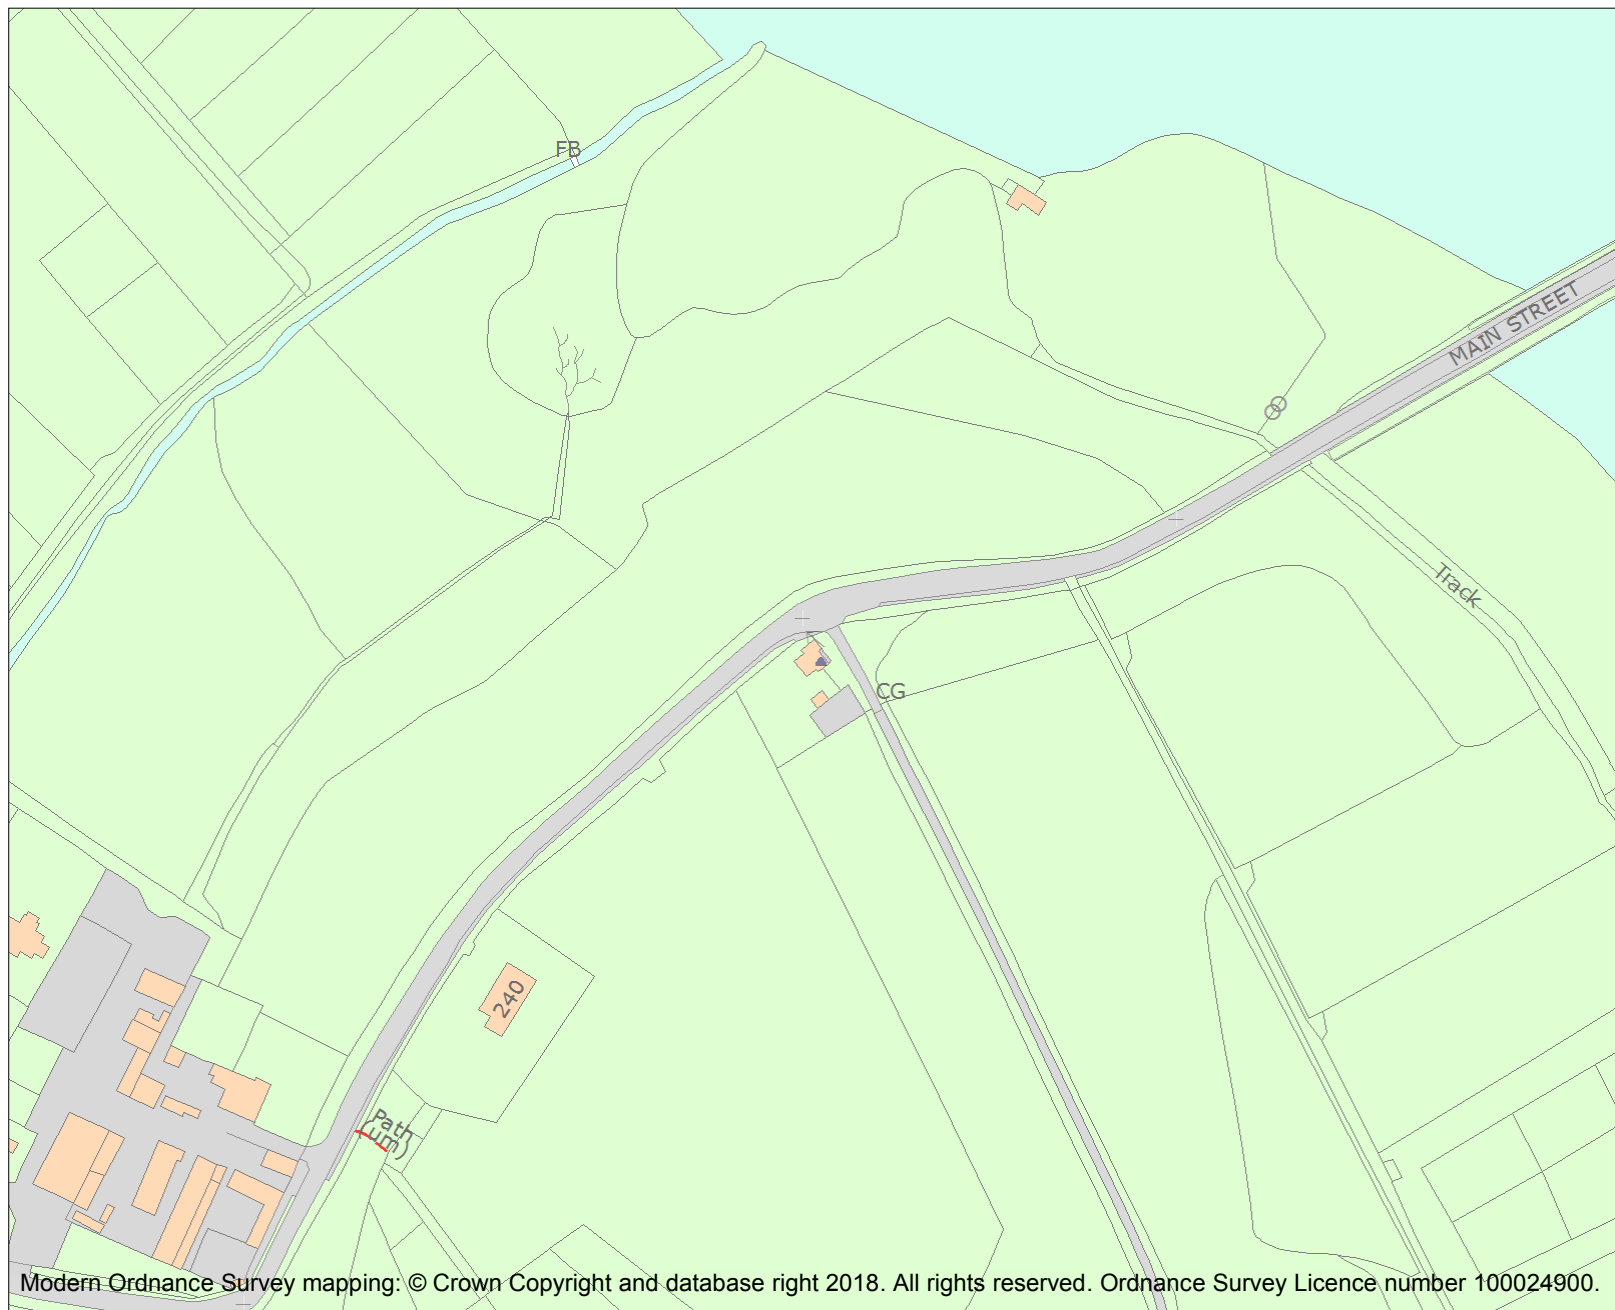 FB
MAIN STREET
Track
CG
240
Path
(um)
Modern Ordnance Survey mapping: © Crown Copyright and database right 2018. All rights reserved. Ordnance Survey Licence number 100024900.